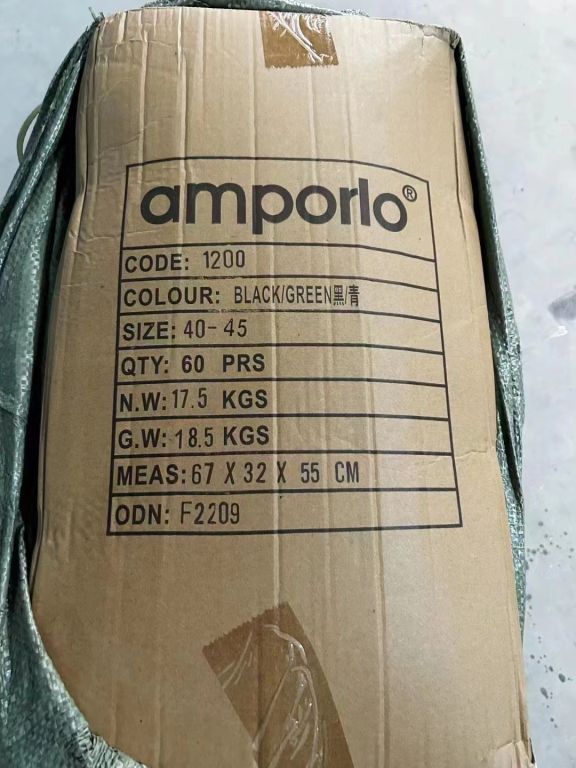 amporlo®
CODE: 1200
COLOUR: BLACK/GREEN黑/青
SIZE: 40-45
QTY: 60 PRS
N.W: 17.5 KGS
G.W: 18.5 KGS
MEAS: 67 X 32 X 55 CM
ODN: F2209